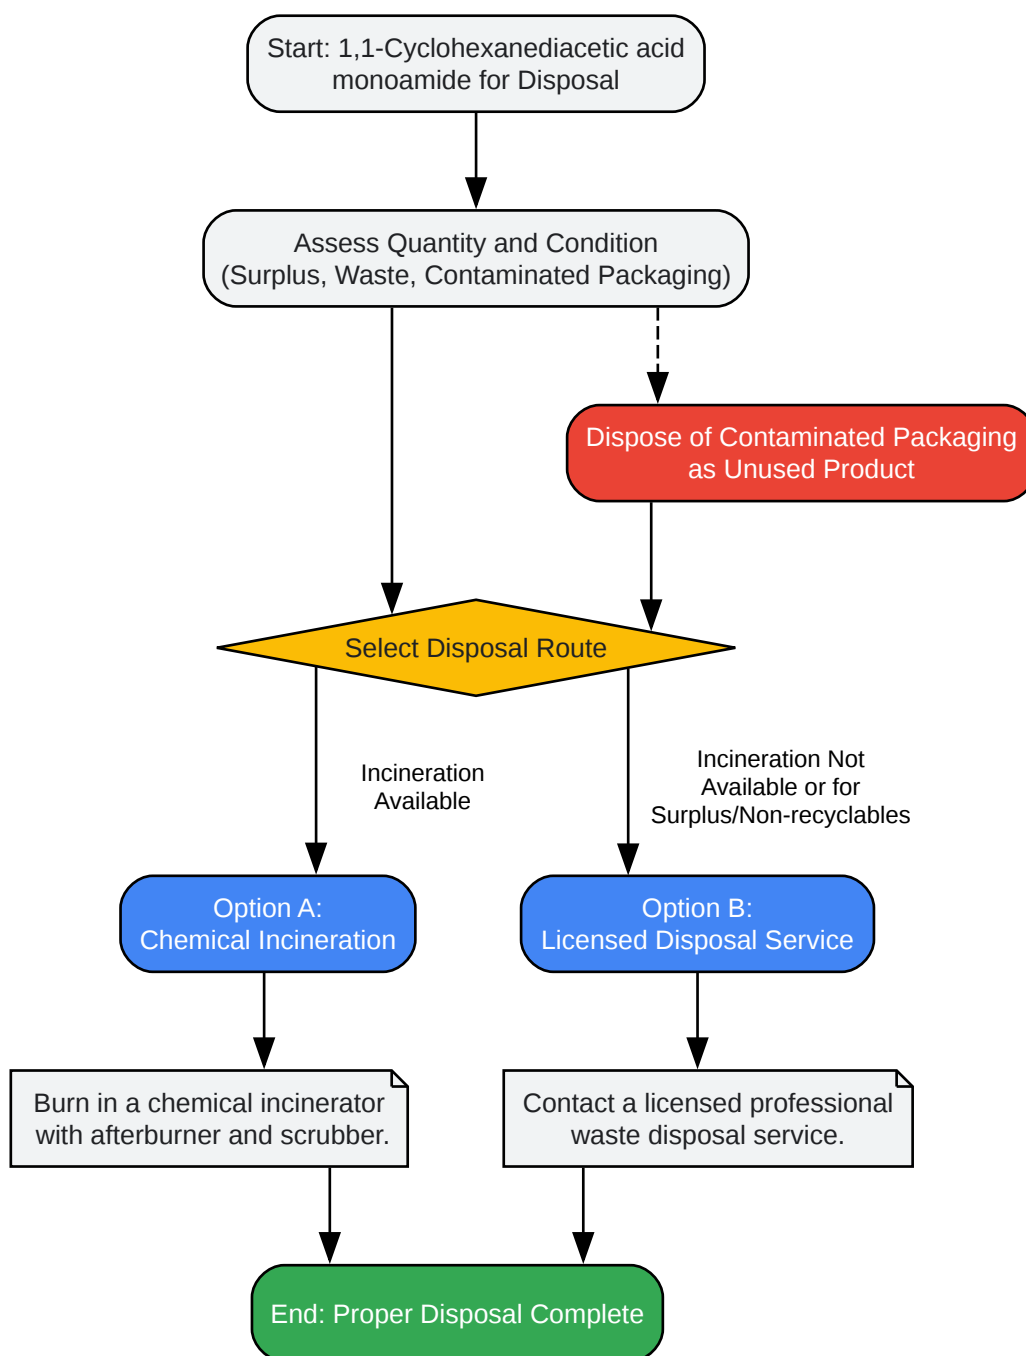 Start: 1,1-Cyclohexanediacetic acid
monoamide for Disposal
Assess Quantity and Condition
(Surplus, Waste, Contaminated Packaging)
Dispose of Contaminated Packaging
as Unused Product
Select Disposal Route
Incineration
Available
Incineration Not
Available or for
Surplus/Non-recyclables
Option A:
Chemical Incineration
Option B:
Licensed Disposal Service
Burn in a chemical incinerator
with afterburner and scrubber.
Contact a licensed professional
waste disposal service.
End: Proper Disposal Complete